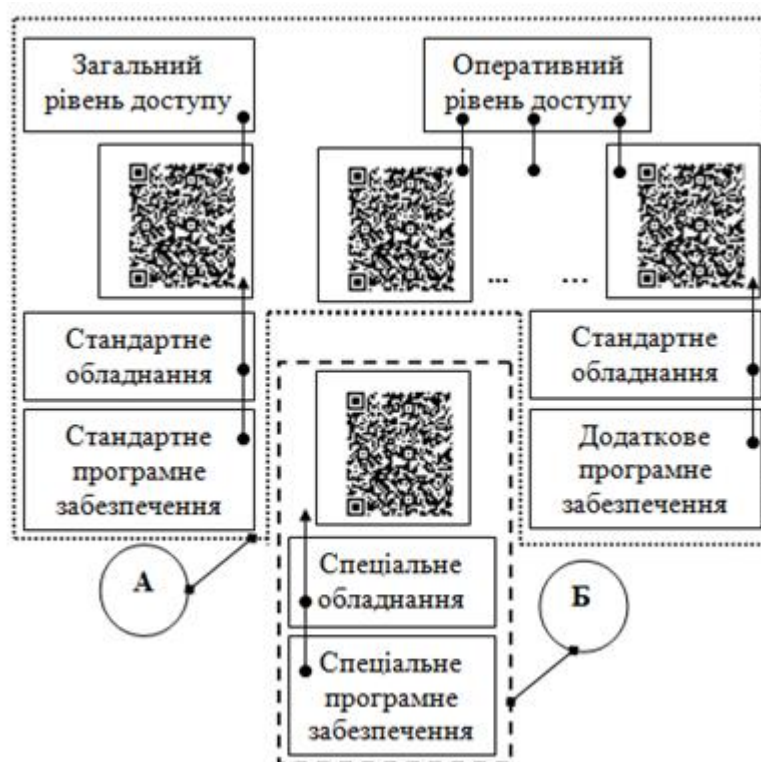 Загальний
рівень доступу
Оперативний
рівень доступу
... ...
Стандартне
обладнання
Стандартне
обладнання
Стандартне
програмне
забезпечення
Додаткове
програмне
забезпечення
А
Спеціальне
обладнання
Б
Спеціальне
програмне
забезпечення